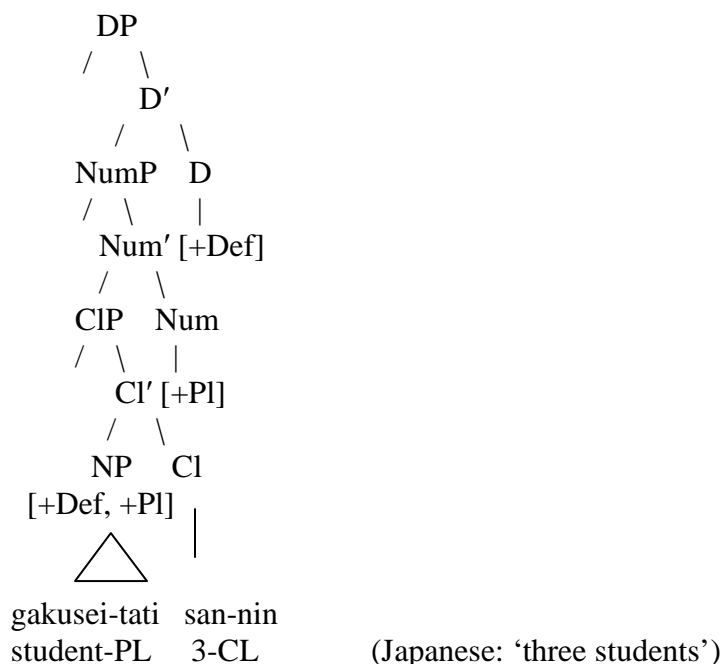 DP
D′
NumP D
Num′ [+Def]
ClP Num
Cl′ [+Pl]
NP Cl
[+Def, +Pl]
gakusei-tati san-nin
student-PL 3-CL (Japanese: ‘three students’)